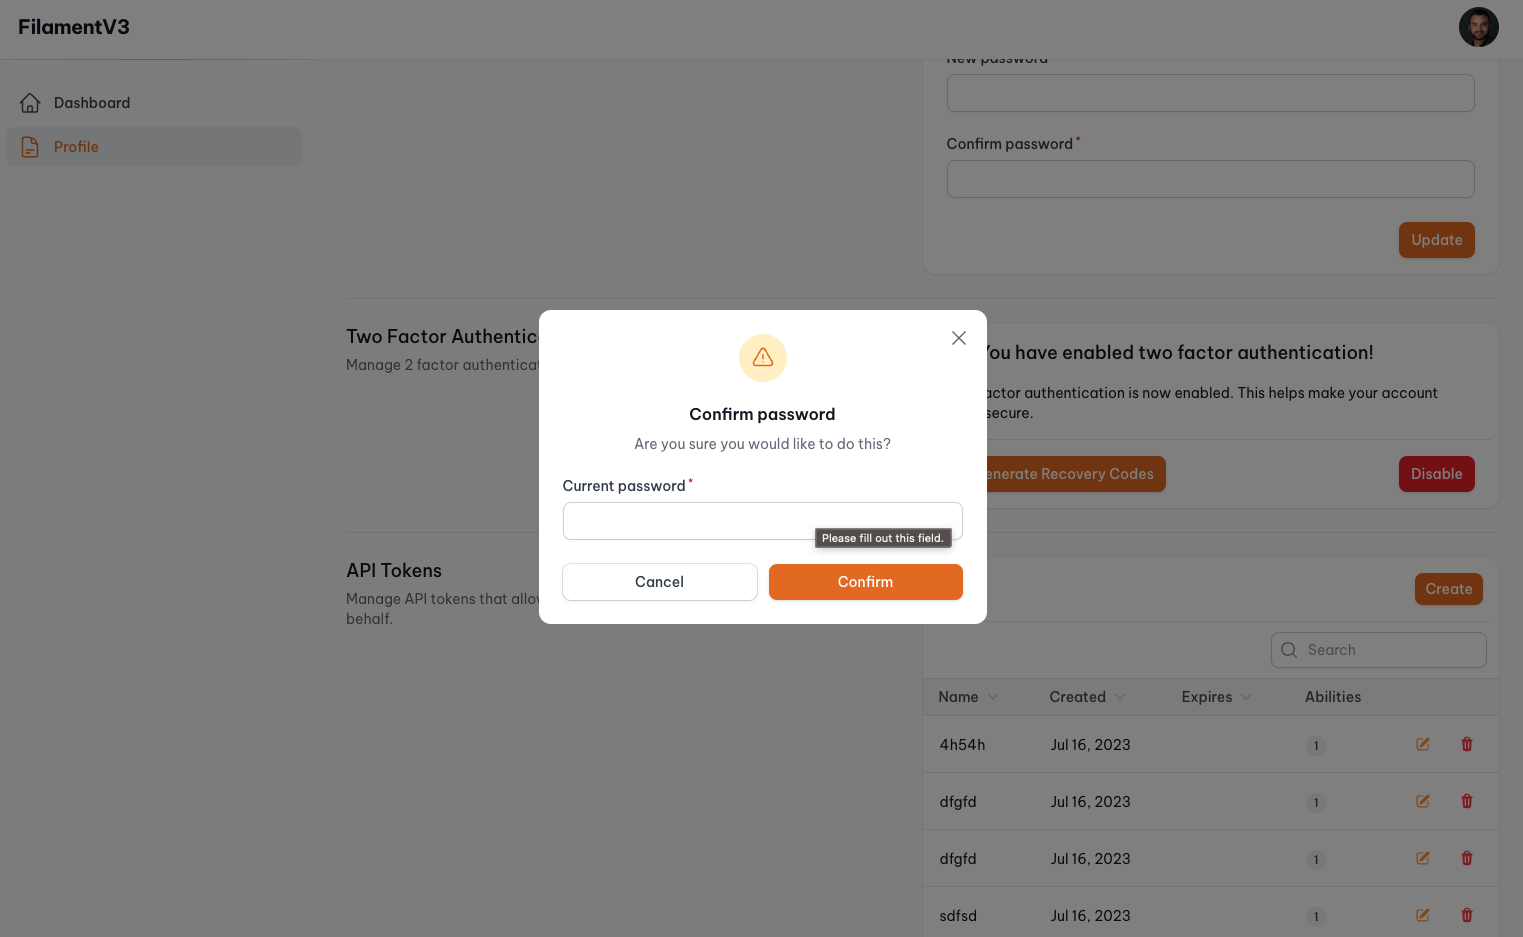 FilamentV3
Dashboard
Profile
New password
Confirm password*
Update
Two Factor Authentic
Manage 2 factor authenticat
You have enabled two factor authentication!
actor authentication is now enabled. This helps make your account
secure.
enerate Recovery Codes
Disable
Confirm password
Are you sure you would like to do this?
Current password*
Please fill out this field.
Cancel
Confirm
API Tokens
Manage API tokens that allow
behalf.
Create
Search
Name Created Expires Abilities
4h54h Jul 16, 2023 1
dfgfd Jul 16, 2023 1
dfgfd Jul 16, 2023 1
sdfsd Jul 16, 2023 1